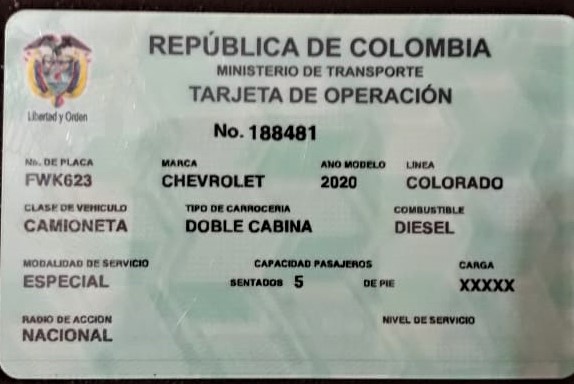 REPÚBLICA DE COLOMBIA
MINISTERIO DE TRANSPORTE
TARJETA DE OPERACIÓN
Libertad y Orden
No. 188481
No. DE PLACA MARCA ANO MODELO LINEA
FWK623 CHEVROLET 2020 COLORADO
CLASE DE VEHICULO TIPO DE CARROCERIA COMBUSTIBLE
CAMIONETA DOBLE CABINA DIESEL
MODALIDAD DE SERVICIO CAPACIDAD PASAJEROS CARGA
ESPECIAL SENTADOS 5 DE PIE XXXXX
RADIO DE ACCION NIVEL DE SERVICIO
NACIONAL